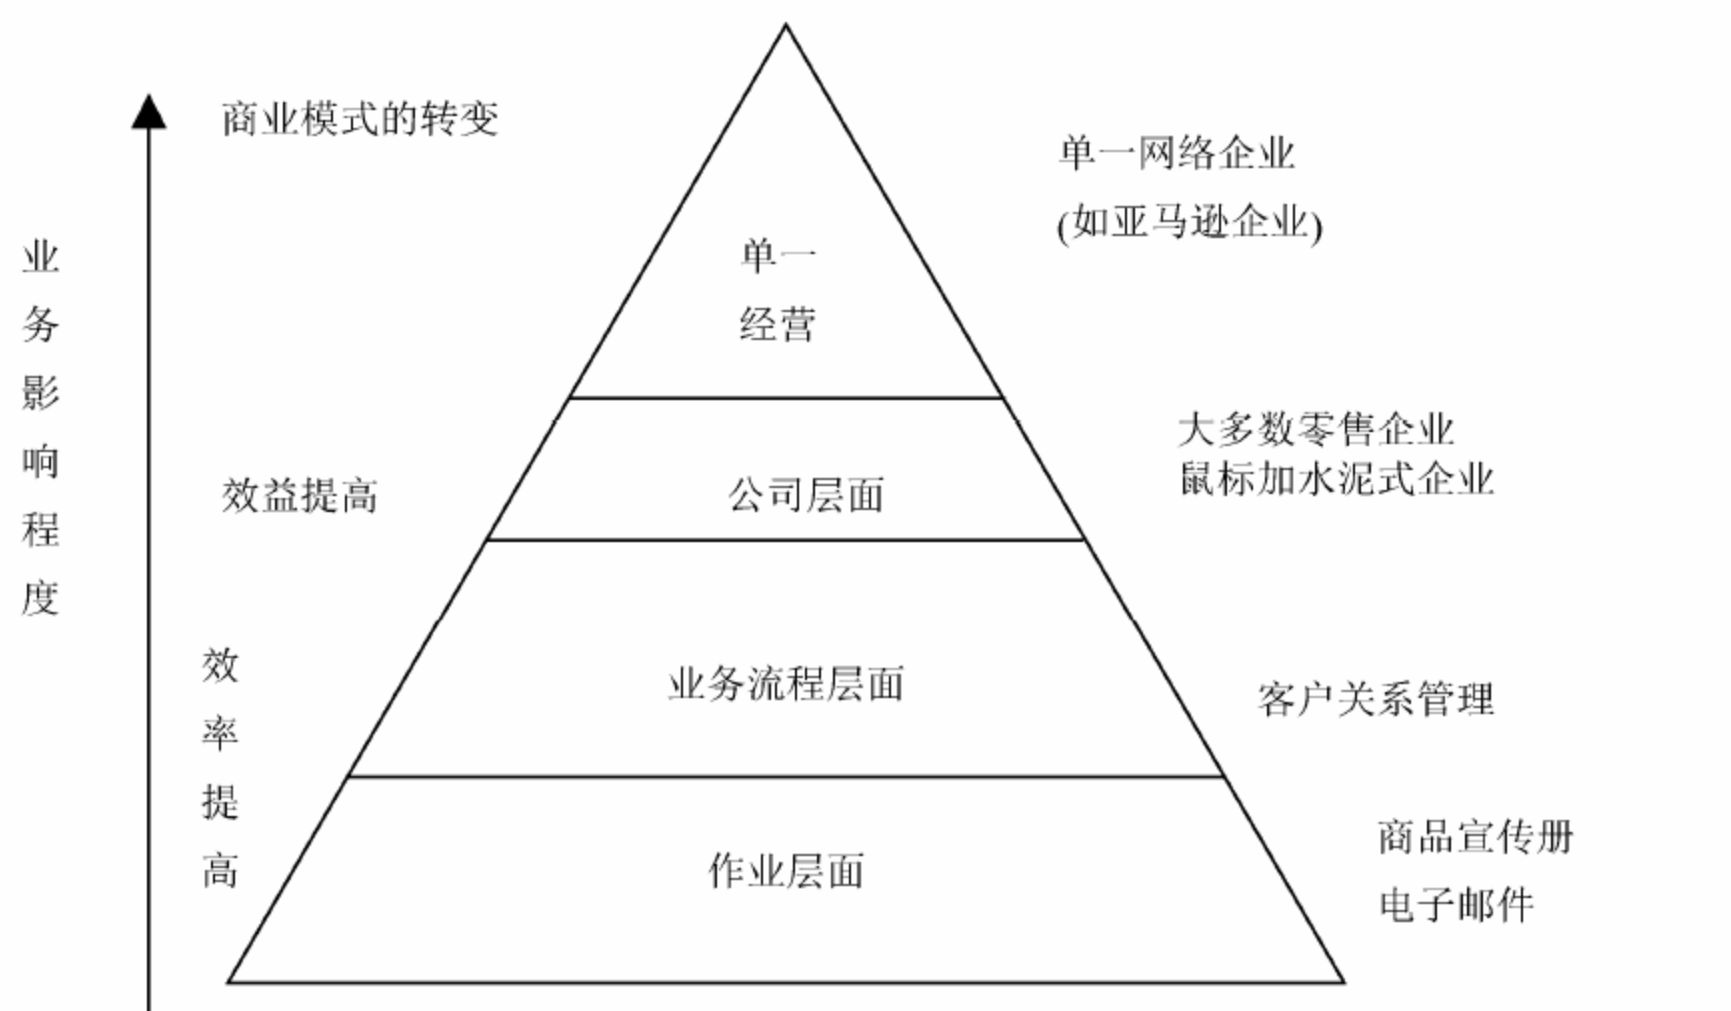 商业模式的转变
单一网络企业
(如亚马逊企业)
业务影响程度
单一
经营
大多数零售企业
鼠标加水泥式企业
效益提高
公司层面
效率提高
业务流程层面
客户关系管理
商品宣传册
作业层面
电子邮件